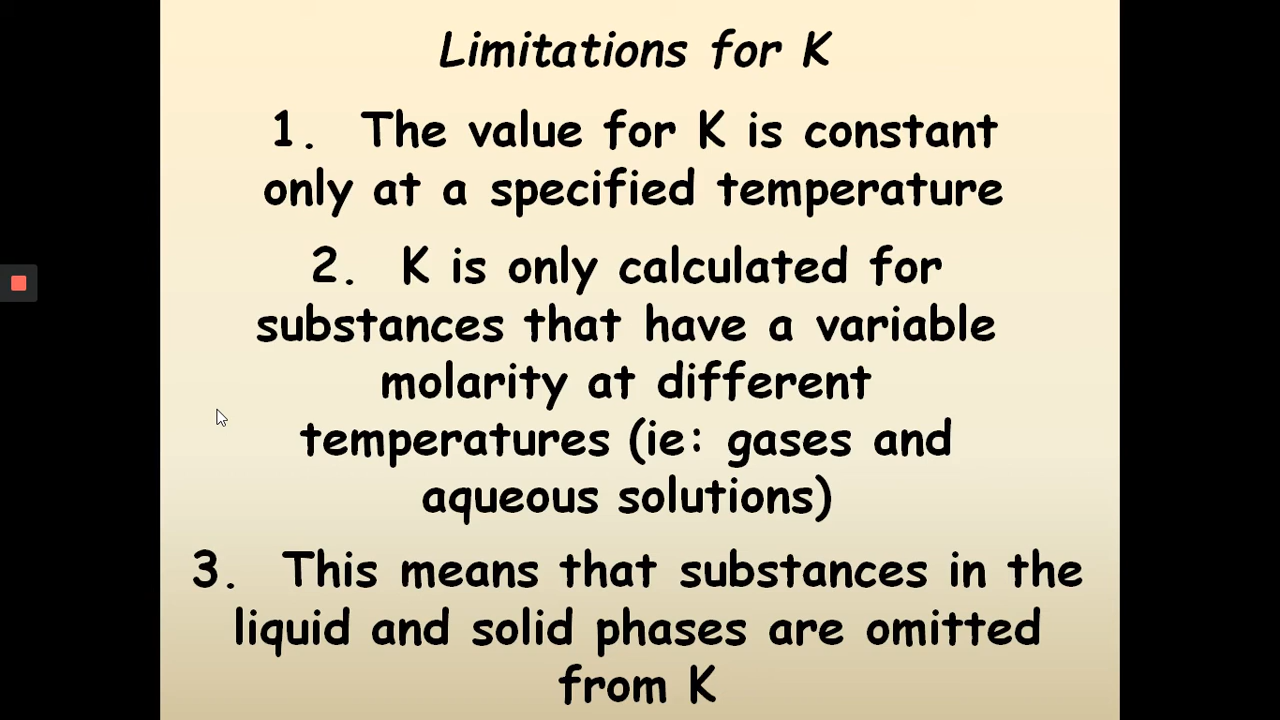 Limitations for K
1. The value for K is constant
only at a specified temperature
2. K is only calculated for
substances that have a variable
molarity at different
temperatures (ie: gases and
aqueous solutions)
3. This means that substances in the
liquid and solid phases are omitted
from K